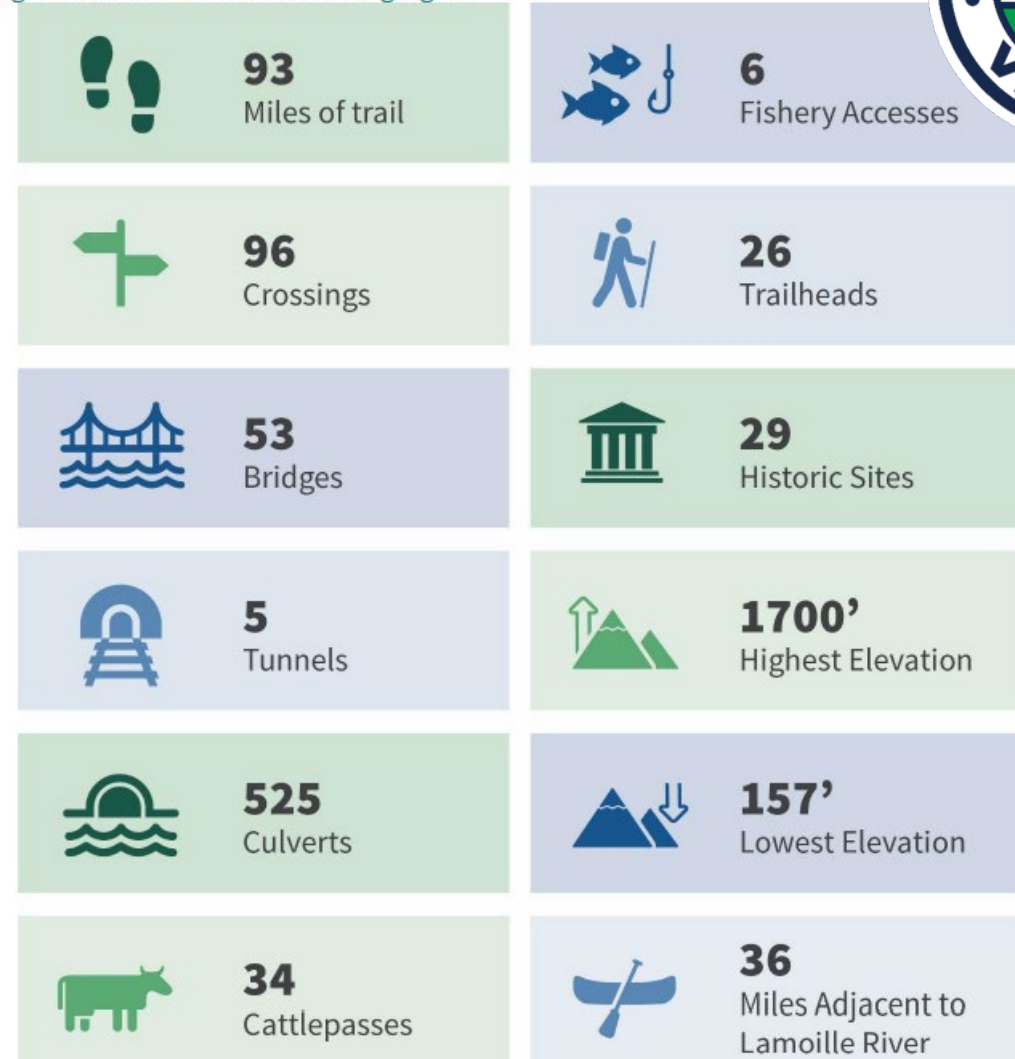 93
Miles of trail
6
Fishery Accesses
96
Crossings
26
Trailheads
53
Bridges
29
Historic Sites
5
Tunnels
1700’
Highest Elevation
525
Culverts
157’
Lowest Elevation
34
Cattlepasses
36
Miles Adjacent to
Lamoille River